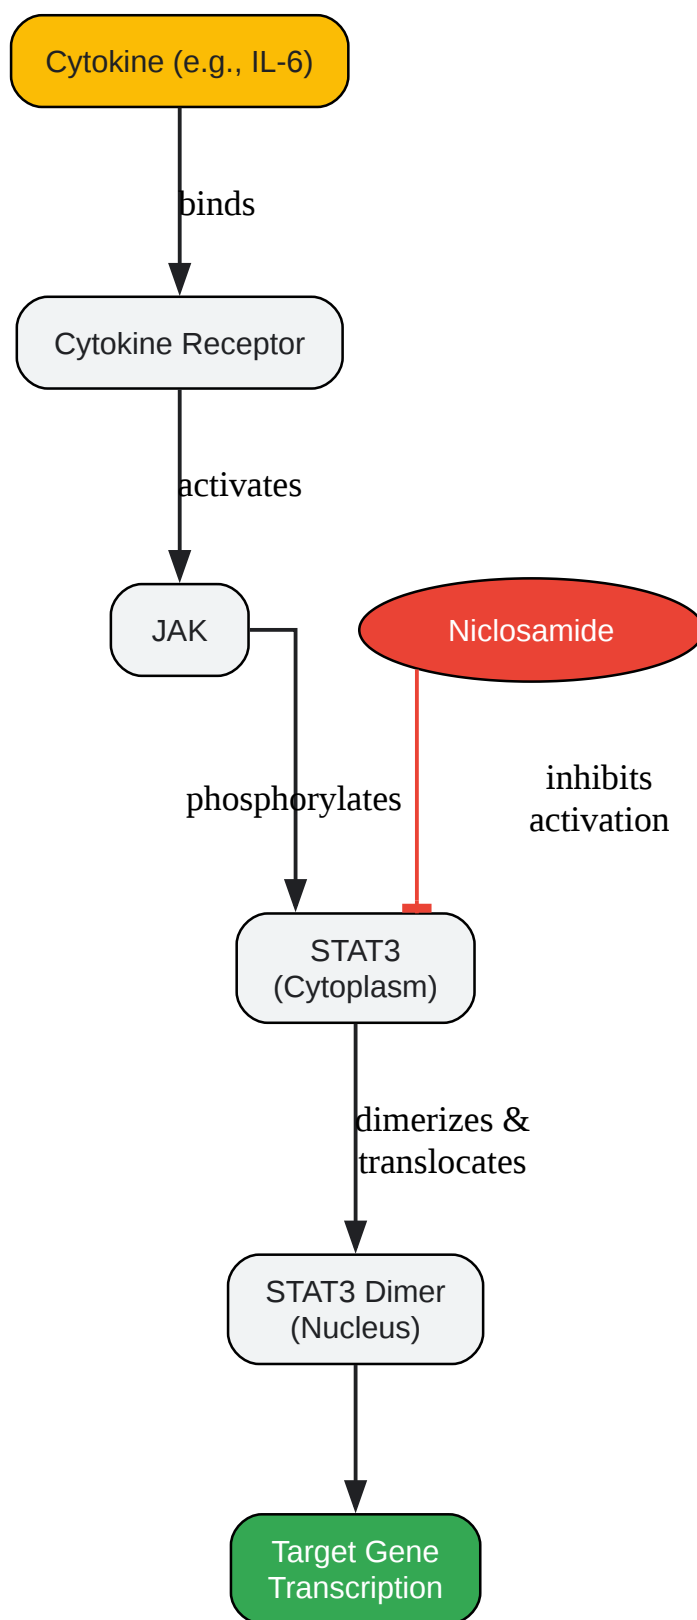 Cytokine (e.g., IL-6)
binds
Cytokine Receptor
activates
JAK
Niclosamide
phosphorylates
inhibits
activation
STAT3
(Cytoplasm)
dimerizes &
translocates
STAT3 Dimer
(Nucleus)
Target Gene
Transcription